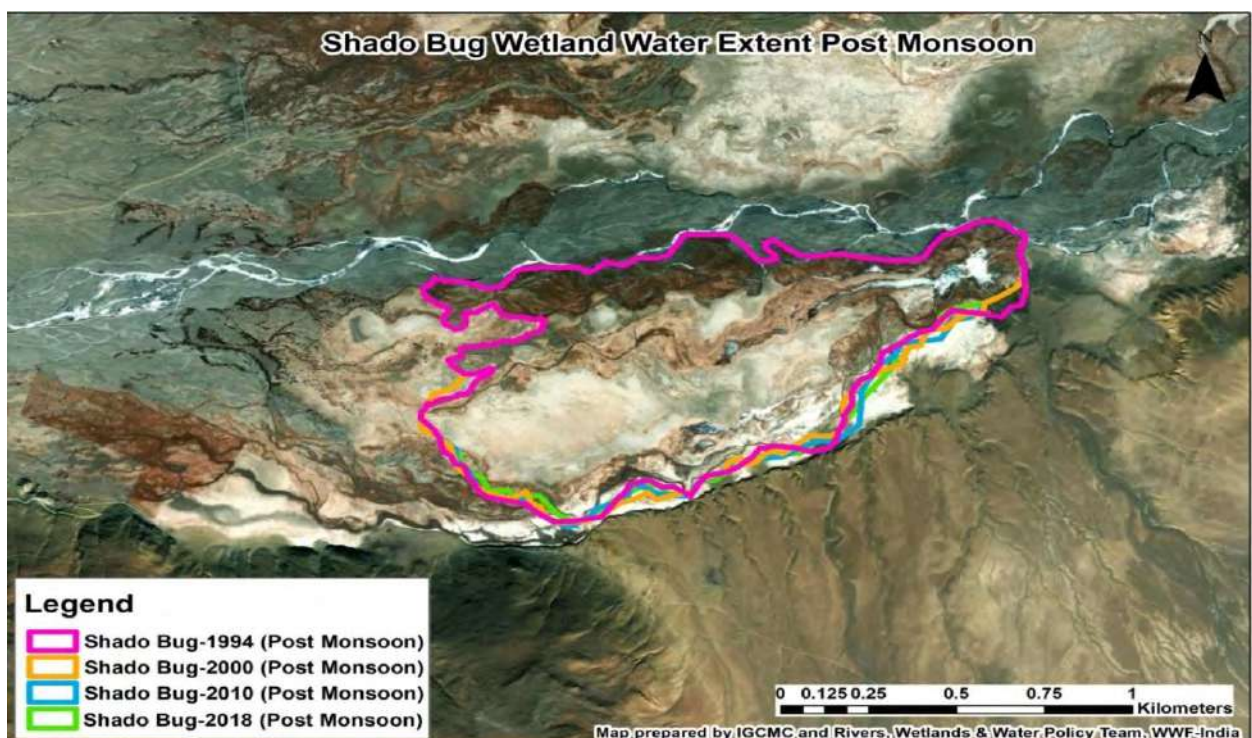 Shado Bug Wetland Water Extent Post Monsoon
N
Legend
Shado Bug-1994 (Post Monsoon)
Shado Bug-2000 (Post Monsoon)
Shado Bug-2010 (Post Monsoon)
Shado Bug-2018 (Post Monsoon)
0 0.125 0.25 0.5 0.75 1
Kilometers
Map prepared by IGCMC and Rivers, Wetlands & Water Policy Team, WWF-India